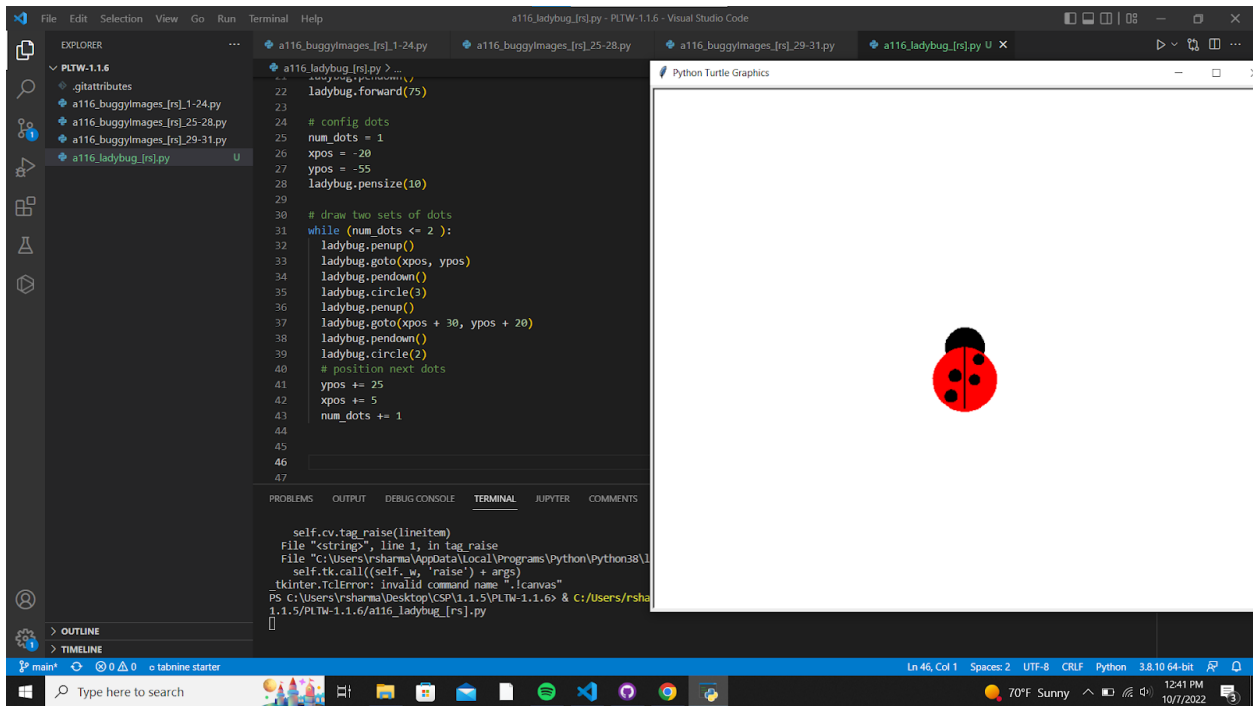 File Edit Selection View Go Run Terminal Help
a116_ladybug_[rs].py - PLTW-1.1.6 - Visual Studio Code
EXPLORER
PLTW-1.1.6
.gitattributes
a116_buggyImages_[rs]_1-24.py
a116_buggyImages_[rs]_25-28.py
a116_buggyImages_[rs]_29-31.py
a116_ladybug_[rs].py U
OUTLINE
TIMELINE
a116_buggyImages_[rs]_1-24.py a116_buggyImages_[rs]_25-28.py a116_buggyImages_[rs]_29-31.py a116_ladybug_[rs].py U
a116_ladybug_[rs].py > ...
21 ladybug.pendown()
22 ladybug.forward(75)
23
24 # config dots
25 num_dots = 1
26 xpos = -20
27 ypos = -55
28 ladybug.pensize(10)
29
30 # draw two sets of dots
31 while (num_dots <= 2 ):
32 ladybug.penup()
33 ladybug.goto(xpos, ypos)
34 ladybug.pendown()
35 ladybug.circle(3)
36 ladybug.penup()
37 ladybug.goto(xpos + 30, ypos + 20)
38 ladybug.pendown()
39 ladybug.circle(2)
40 # position next dots
41 ypos += 25
42 xpos += 5
43 num_dots += 1
44
45
46
47
Python Turtle Graphics
PROBLEMS OUTPUT DEBUG CONSOLE TERMINAL JUPYTER COMMENTS
self.cv.tag_raise(lineitem)
File "<string>", line 1, in tag_raise
File "C:\Users\rsharma\AppData\Local\Programs\Python\Python38\l
self.tk.call((self._w, 'raise') + args)
_tkinter.TclError: invalid command name ".!canvas"
PS C:\Users\rsharma\Desktop\CSP\1.1.5\PLTW-1.1.6> & C:/Users/rsha
1.1.5/PLTW-1.1.6/a116_ladybug_[rs].py
main* 0 0 tabnine starter
Ln 46, Col 1 Spaces: 2 UTF-8 CRLF Python 3.8.10 64-bit
Type here to search
70°F Sunny
12:41 PM
10/7/2022
3